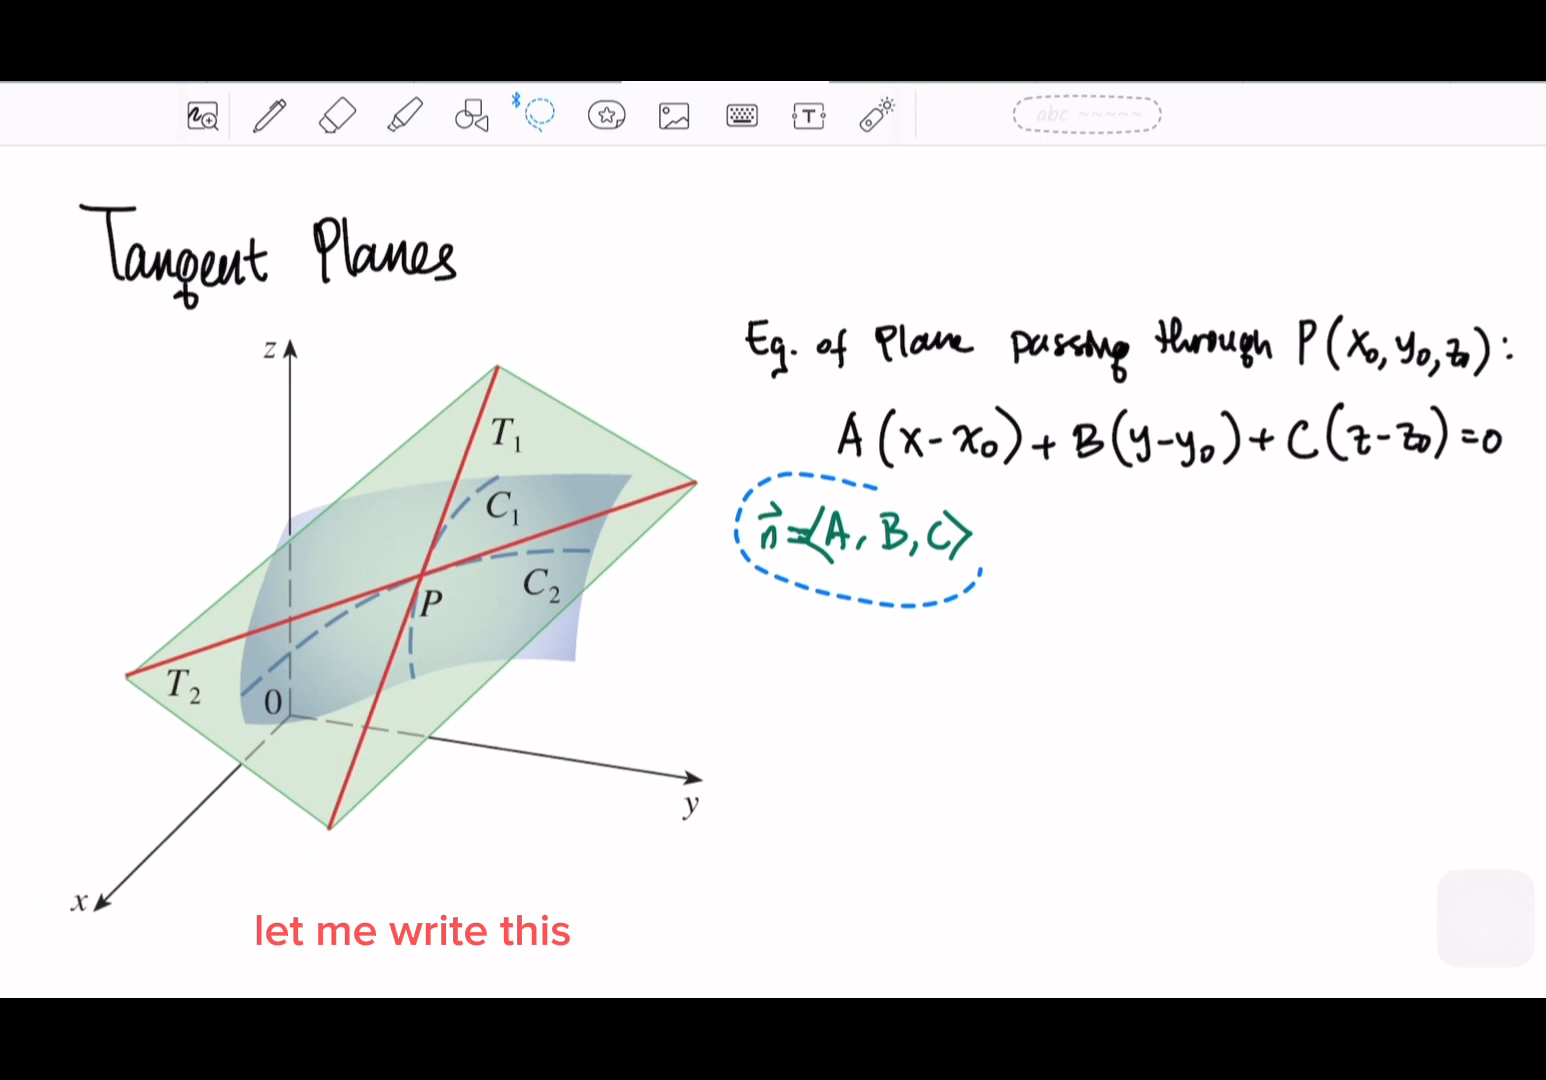 abc ~~~~~
T
Tangent Planes
Eq. of Plane passing through P(x₀, y₀, z₀):
A(x-x₀)+B(y-y₀)+C(z-z₀)=0
n⃗=⟨A, B, C⟩
z
T₁
C₁
C₂
P
T₂
0
y
x
let me write this